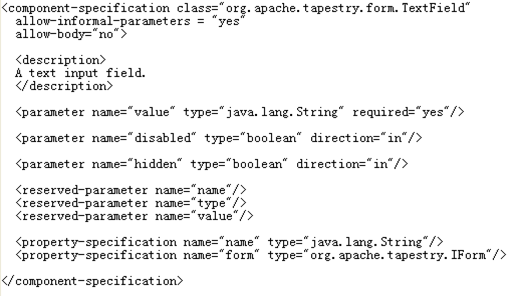 <component-specification class="org.apache.tapestry.form.TextField"
allow-informal-parameters = "yes"
allow-body="no">
<description>
A text input field.
</description>
<parameter name="value" type="java.lang.String" required="yes"/>
<parameter name="disabled" type="boolean" direction="in"/>
<parameter name="hidden" type="boolean" direction="in"/>
<reserved-parameter name="name"/>
<reserved-parameter name="type"/>
<reserved-parameter name="value"/>
<property-specification name="name" type="java.lang.String"/>
<property-specification name="form" type="org.apache.tapestry.IForm"/>
</component-specification>